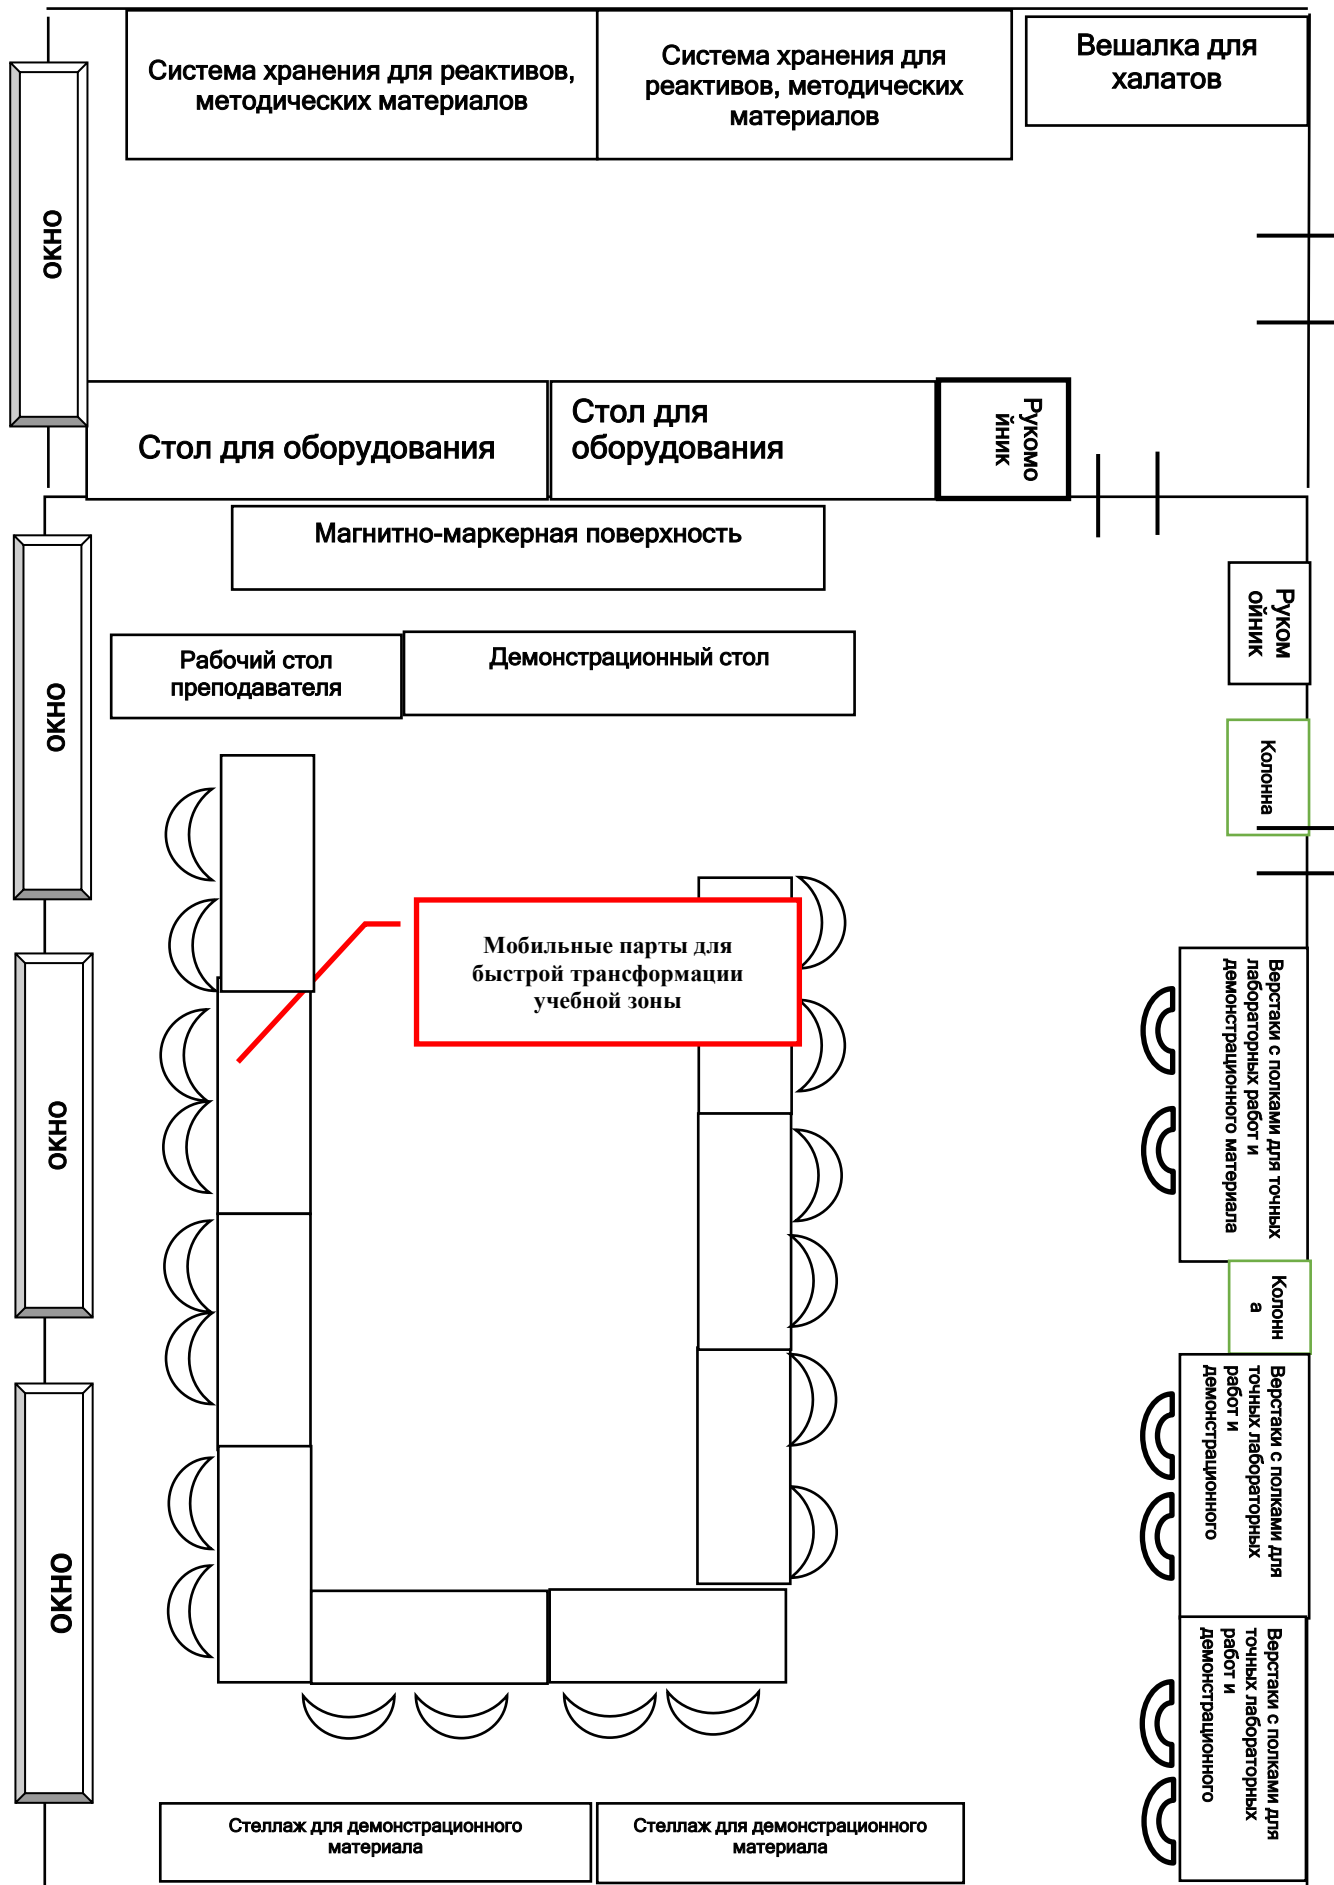 Система хранения для реактивов,
методических материалов
Система хранения для
реактивов, методических
материалов
Вешалка для
халатов
ОКНО
Стол для оборудования
Стол для
оборудования
Рукомо
йник
Магнитно-маркерная поверхность
Руком
ойник
ОКНО
Рабочий стол
преподавателя
Демонстрационный стол
Колонна
Мобильные парты для
быстрой трансформации
учебной зоны
ОКНО
Верстаки с полками для точных
лабораторных работ и
демонстрационного материала
Колонн
а
ОКНО
Верстаки с полками для
точных лабораторных
работ и
демонстрационного
Верстаки с полками для
точных лабораторных
работ и
демонстрационного
Стеллаж для демонстрационного
материала
Стеллаж для демонстрационного
материала